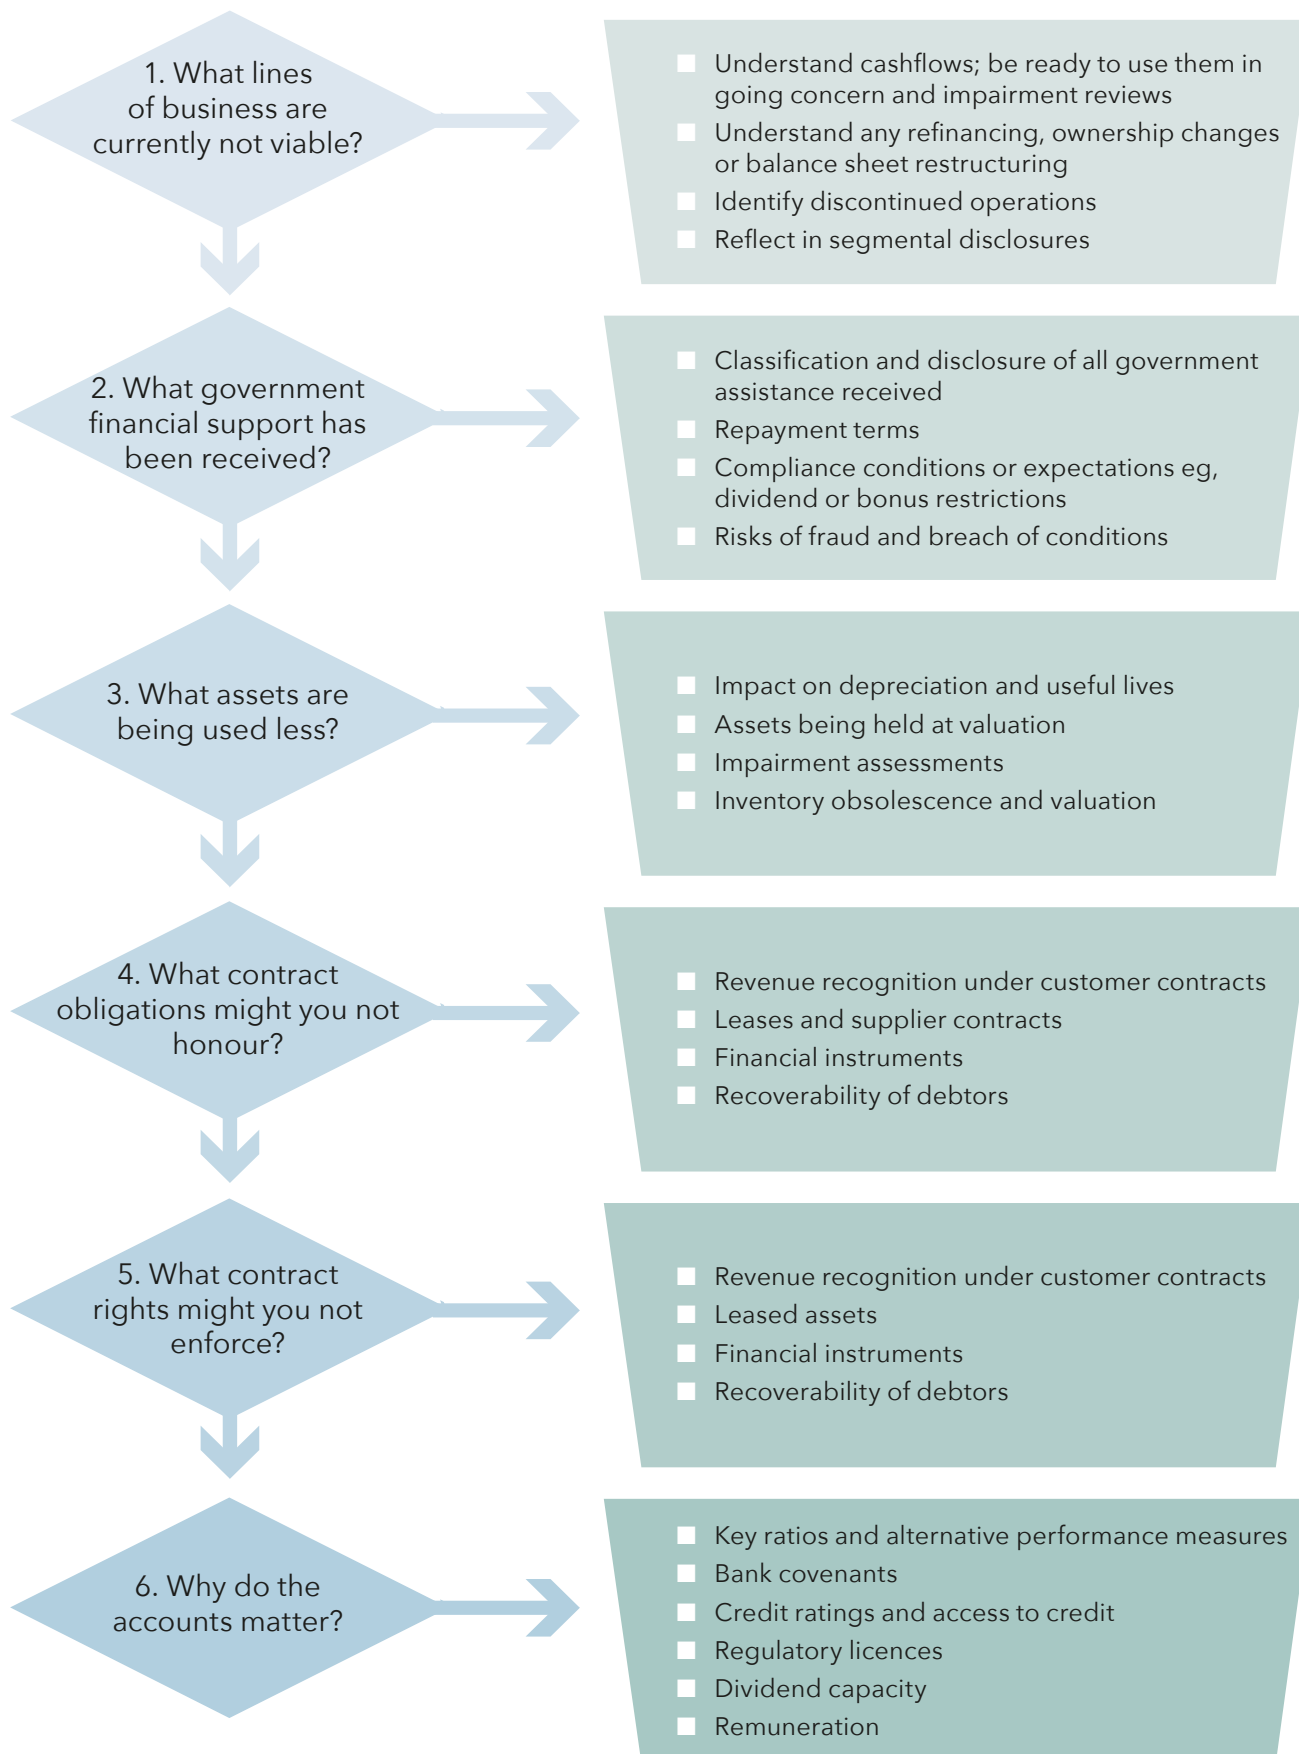 1. What lines
of business are
currently not viable?
Understand cashflows; be ready to use them in
going concern and impairment reviews
Understand any refinancing, ownership changes
or balance sheet restructuring
Identify discontinued operations
Reflect in segmental disclosures
2. What government
financial support has
been received?
Classification and disclosure of all government
assistance received
Repayment terms
Compliance conditions or expectations eg,
dividend or bonus restrictions
Risks of fraud and breach of conditions
3. What assets are
being used less?
Impact on depreciation and useful lives
Assets being held at valuation
Impairment assessments
Inventory obsolescence and valuation
4. What contract
obligations might you not
honour?
Revenue recognition under customer contracts
Leases and supplier contracts
Financial instruments
Recoverability of debtors
5. What contract
rights might you not
enforce?
Revenue recognition under customer contracts
Leased assets
Financial instruments
Recoverability of debtors
6. Why do the
accounts matter?
Key ratios and alternative performance measures
Bank covenants
Credit ratings and access to credit
Regulatory licences
Dividend capacity
Remuneration